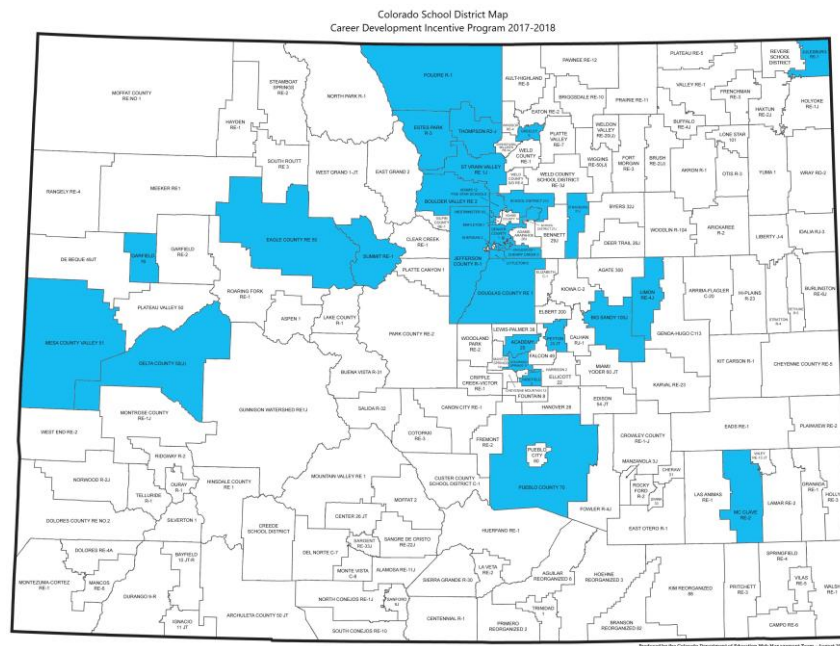 Colorado School District Map
Career Development Incentive Program 2017-2018
MOFFAT COUNTY
RE:NO 1
STEAMBOAT
SPRINGS
RE-2
NORTH PARK R-1
POUDRE R-1
AULT-HIGHLAND
RE-9
PAWNEE RE-12
PLATEAU RE-5
REVERE
SCHOOL
DISTRICT
JULESBURG
RE-1
HAYDEN
RE-1
BRIGGSDALE RE-10
PRAIRIE RE-11
VALLEY RE-1
FRENCHMAN
RE-3
HAXTUN
RE-2J
HOLYOKE
RE-1J
EATON RE-2
BUFFALO
RE-4J
ESTES PARK
R-3
THOMPSON R2-J
PLATTE
VALLEY
RE-7
WELDON
VALLEY
RE-20(J)
LONE STAR
101
SOUTH ROUTT
RE 3
WEST GRAND 1-JT
EAST GRAND 2
ST VRAIN VALLEY
RE 1J
WELD
COUNTY
RE-1
WELD COUNTY
SCHOOL DISTRICT
RE-3J
WIGGINS
RE-50(J)
FORT
MORGAN
RE-3
BRUSH
RE-2(J)
AKRON R-1
OTIS R-3
YUMA 1
WRAY RD-2
RANGELY RE-4
MEEKER RE1
BOULDER VALLEY RE 2
BYERS 32J
WOODLIN R-104
ARICKAREE
R-2
LIBERTY J-4
IDALIA RJ-3
EAGLE COUNTY RE 50
SUMMIT RE-1
CLEAR CREEK
RE-1
BENNETT
29J
DEER TRAIL 26J
DE BEQUE 49JT
GARFIELD
16
GARFIELD
RE-2
JEFFERSON
COUNTY R-1
PLATTE CANYON 1
DOUGLAS COUNTY RE 1
KIOWA C-2
AGATE 300
ROARING FORK
RE-1
ARRIBA-FLAGLER
C-20
HI-PLAINS
R-23
BURLINGTON
RE-6J
PLATEAU VALLEY 50
ASPEN 1
LAKE COUNTY
R-1
PARK COUNTY RE-2
ELBERT 200
BIG SANDY 100J
LIMON
RE-4J
MESA COUNTY VALLEY 51
DELTA COUNTY 50(J)
WOODLAND
PARK
RE-2
LEWIS-PALMER 38
ACADEMY
20
PEYTON
23 JT
CALHAN
RJ-1
GENOA-HUGO C113
STRATTON
R-4
FALCON 49
KIT CARSON R-1
CHEYENNE COUNTY RE-5
BUENA VISTA R-31
CRIPPLE
CREEK-VICTOR
RE-1
ELLICOTT
22
MIAMI
YODER 60 JT
KARVAL RE-23
MONTROSE COUNTY
RE-1J
GUNNISON WATERSHED RE1J
SALIDA R-32
CANON CITY RE-1
FOUNTAIN 8
HANOVER 28
EDISON
54 JT
WEST END RE-2
RIDGWAY R-2
COTOPAXI
RE-3
FREMONT
RE-2
PUEBLO
CITY
60
PUEBLO COUNTY 70
CROWLEY COUNTY
RE-1-J
EADS RE-1
PLAINVIEW RE-2
NORWOOD R-2J
OURAY
R-1
TELLURIDE
R-1
HINSDALE COUNTY
RE 1
MOUNTAIN VALLEY RE 1
CUSTER COUNTY
SCHOOL DISTRICT C-1
MANZANOLA 3J
CHERAW
31
ROCKY
FORD
R-2
FOWLER R-4J
LAS ANIMAS
RE-1
MC CLAVE
RE-2
LAMAR RE-2
GRANADA
RE-1
HOLLY
RE-3
DOLORES COUNTY RE NO.2
SILVERTON 1
CREEDE
SCHOOL
DISTRICT
MOFFAT 2
CENTER 26 JT
EAST OTERO R-1
HUERFANO RE-1
DOLORES RE-4A
BAYFIELD
10 JT-R
DEL NORTE C-7
SARGENT
RE-33J
SANGRE DE CRISTO
RE-22J
SPRINGFIELD
RE-4
MONTEZUMA-CORTEZ
RE-1
MANCOS
RE-6
DURANGO 9-R
MONTE VISTA
C-8
ALAMOSA RE-11J
LA VETA
RE-2
AGUILAR
REORGANIZED 6
HOEHNE
REORGANIZED 3
KIM REORGANIZED
88
PRITCHETT
RE-3
VILAS
RE-5
WALSH
RE-1
IGNACIO
11 JT
ARCHULETA COUNTY 50 JT
NORTH CONEJOS RE-1J
SANFORD
6J
SIERRA GRANDE R-30
CENTENNIAL R-1
SOUTH CONEJOS RE-10
PRIMERO
REORGANIZED 2
TRINIDAD
1
BRANSON
REORGANIZED 82
CAMPO RE-6